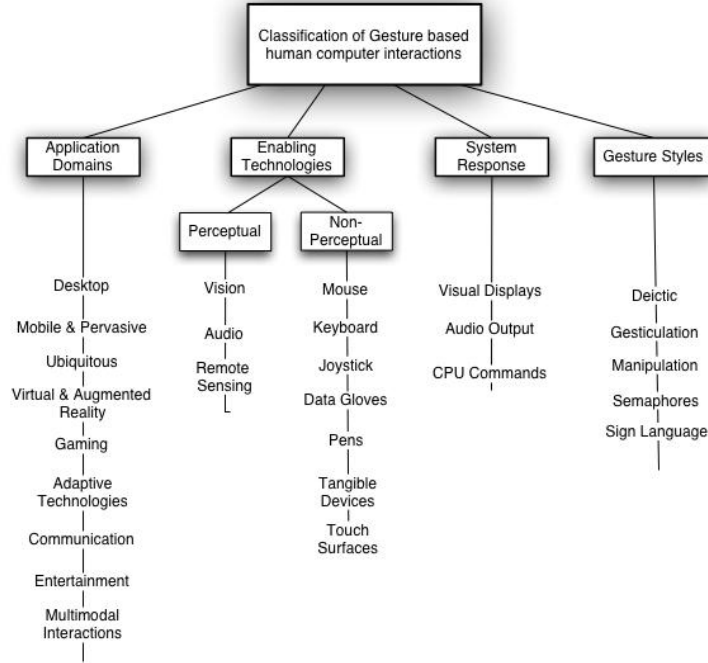 Classification of Gesture based
human computer interactions
Application
Domains
Enabling
Technologies
System
Response
Gesture Styles
Perceptual
Non-
Perceptual
Desktop
Mobile & Pervasive
Ubiquitous
Virtual & Augmented
Reality
Gaming
Adaptive
Technologies
Communication
Entertainment
Multimodal
Interactions
Vision
Audio
Remote
Sensing
Mouse
Keyboard
Joystick
Data Gloves
Pens
Tangible
Devices
Touch
Surfaces
Visual Displays
Audio Output
CPU Commands
Deictic
Gesticulation
Manipulation
Semaphores
Sign Language